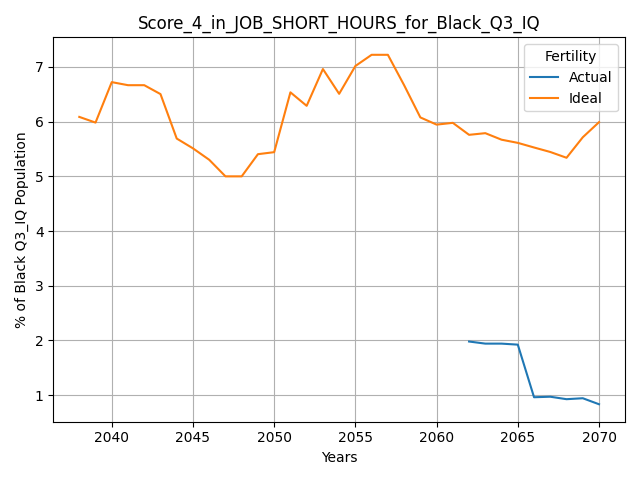 Score_4_in_JOB_SHORT_HOURS_for_Black_Q3_IQ
Fertility
Actual
Ideal
% of Black Q3_IQ Population
7
6
5
4
3
2
1
2040 2045 2050 2055 2060 2065 2070
Years